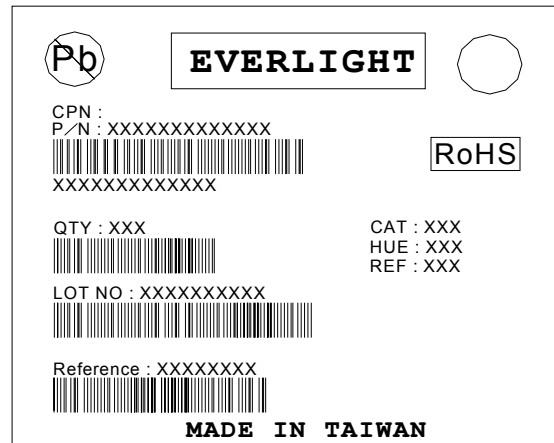 Pb
EVERLIGHT
CPN :
P/N : XXXXXXXXXXXXX
RoHS
XXXXXXXXXXXXX
QTY : XXX
CAT : XXX
HUE : XXX
REF : XXX
LOT NO : XXXXXXXXXX
Reference : XXXXXXXX
MADE IN TAIWAN